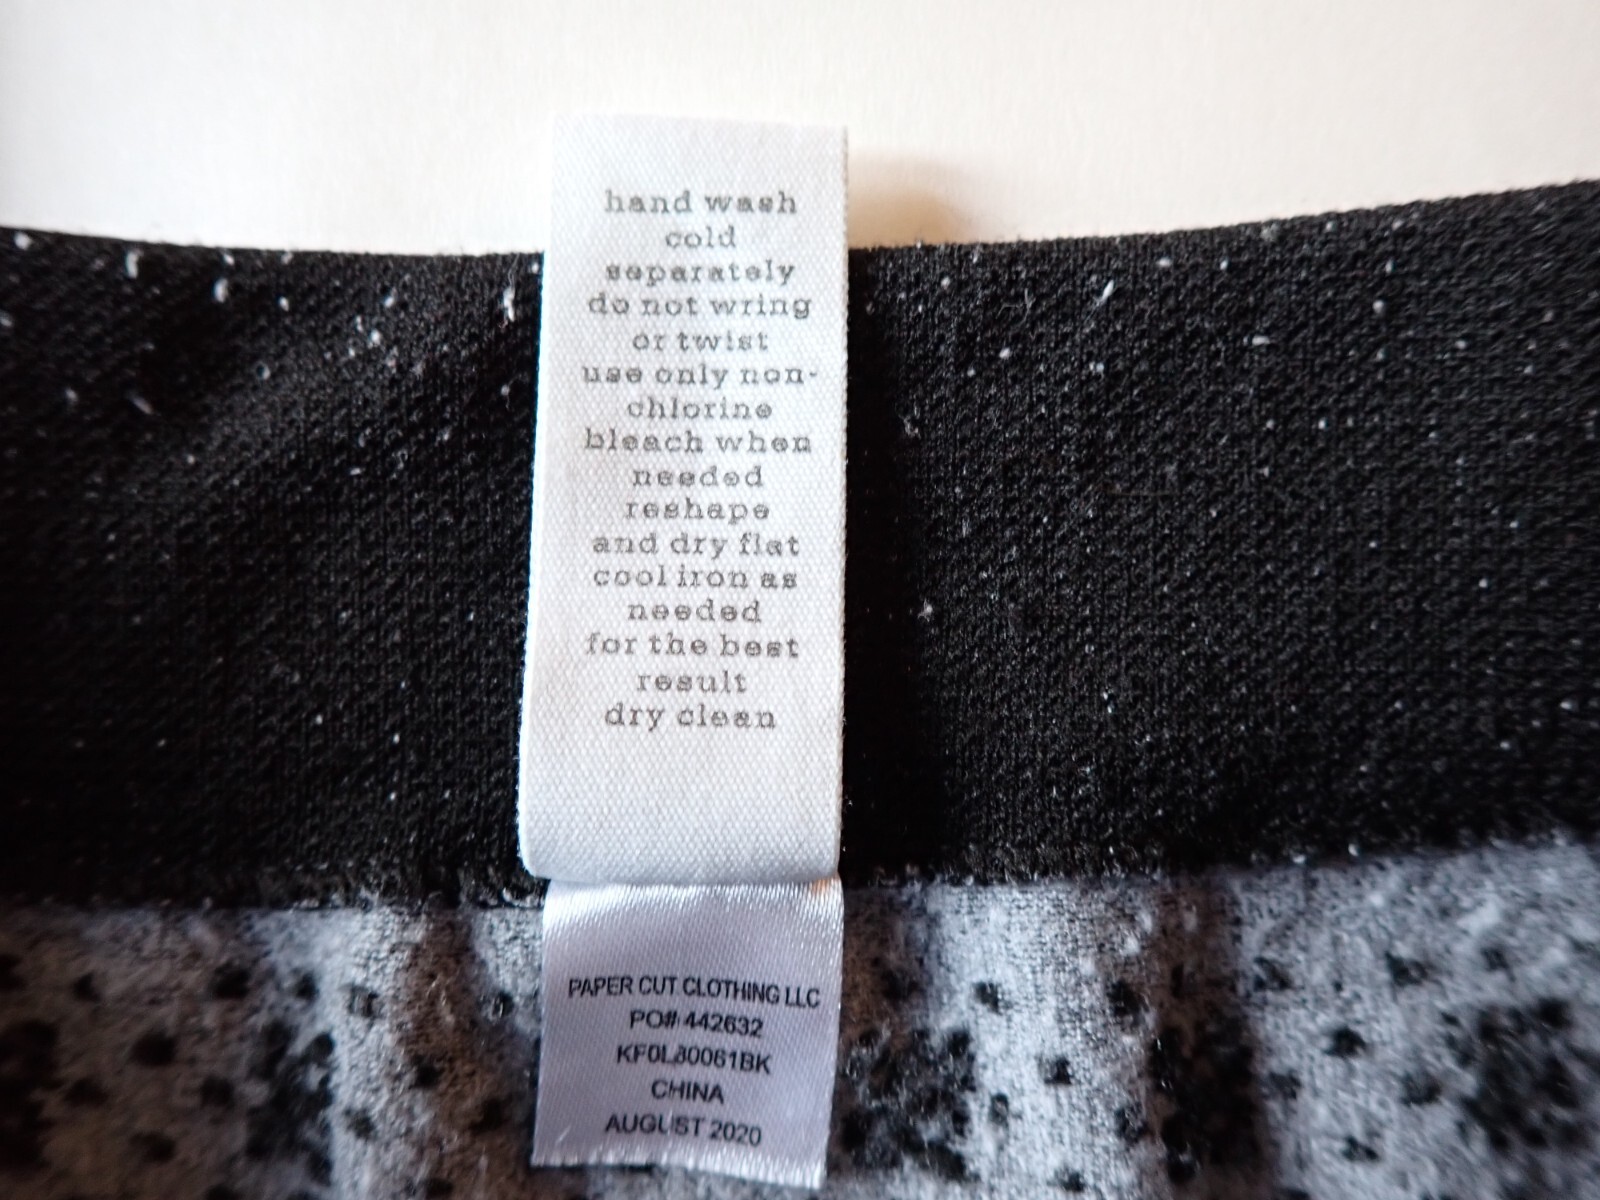 hand wash
cold
separately
do not wring
or twist
use only non-
chlorine
bleach when
needed
reshape
and dry flat
cool iron as
needed
for the best
result
dry clean
PAPER CUT CLOTHING LLC
PO# 442632
KF0L80061BK
CHINA
AUGUST 2020